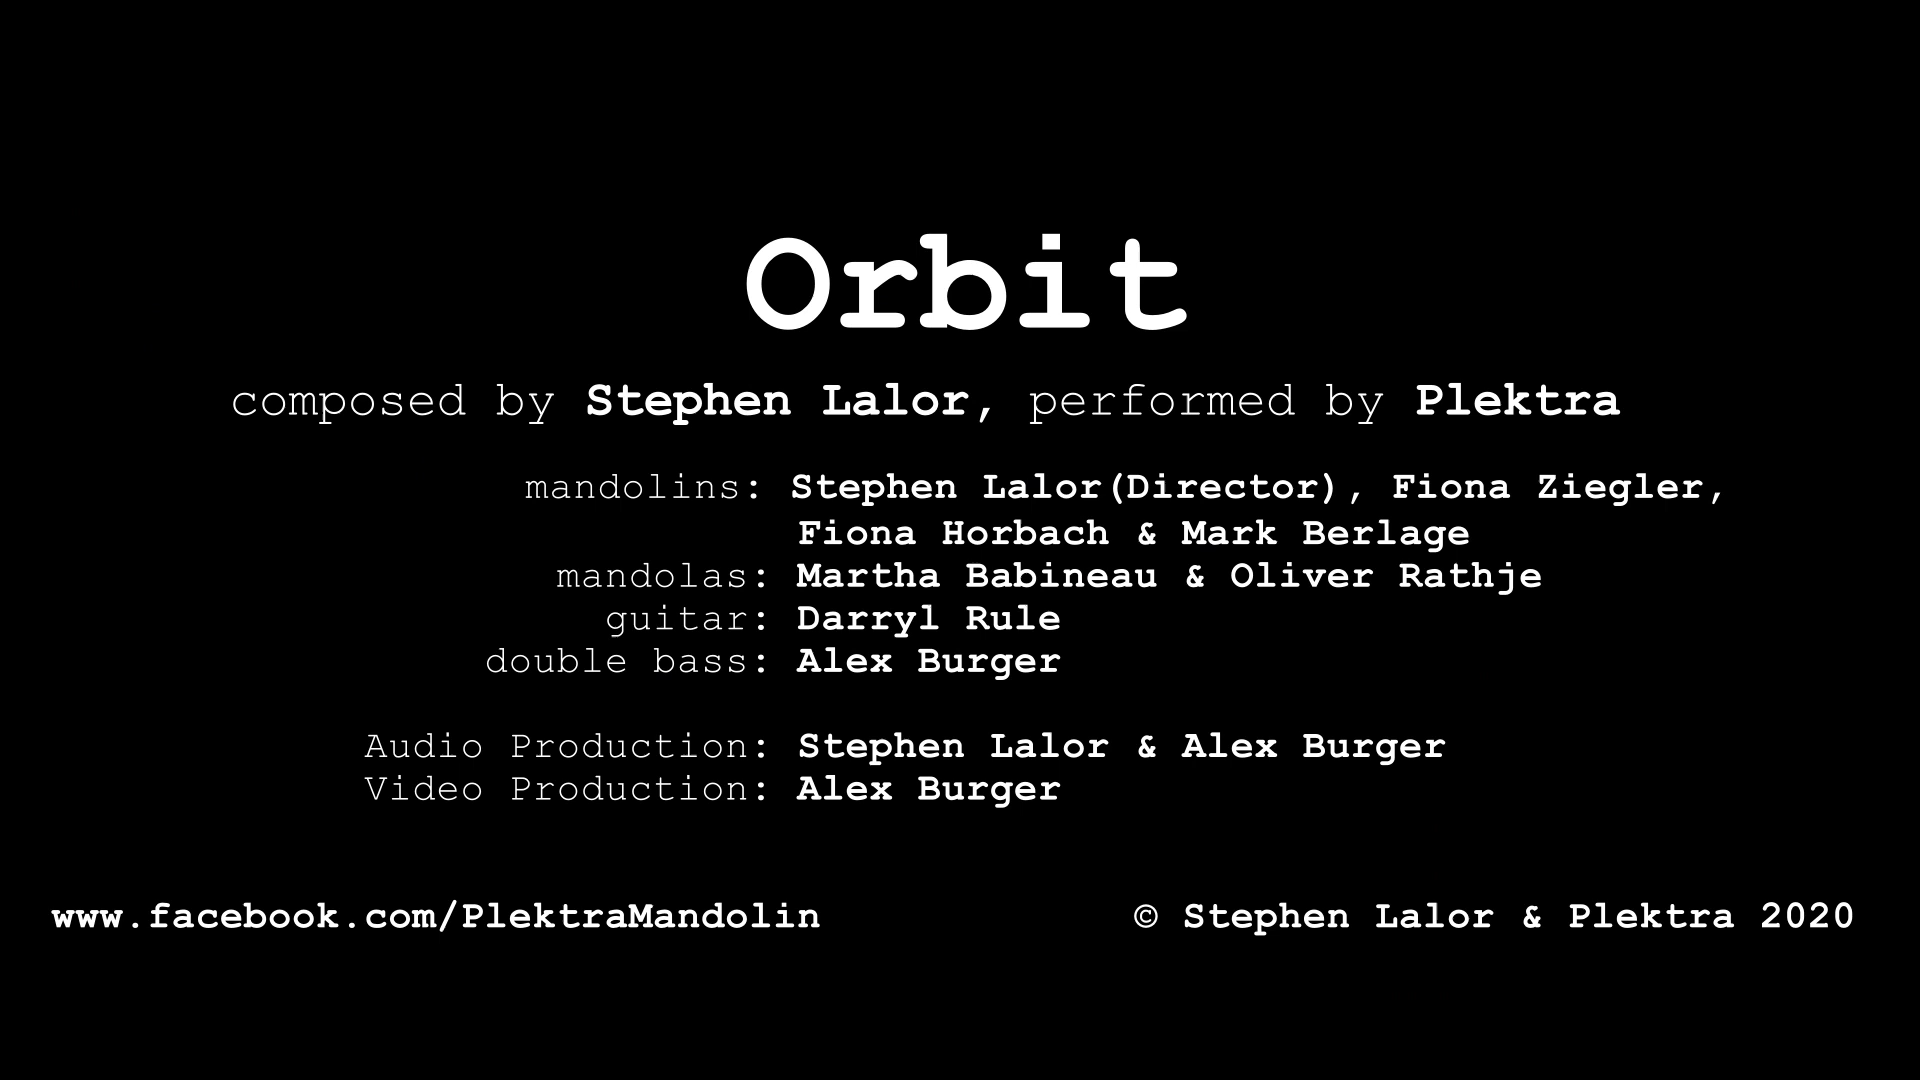 Orbit
composed by Stephen Lalor, performed by Plektra
mandolins: Stephen Lalor(Director), Fiona Ziegler,
Fiona Horbach & Mark Berlage
mandolas: Martha Babineau & Oliver Rathje
guitar: Darryl Rule
double bass: Alex Burger
Audio Production: Stephen Lalor & Alex Burger
Video Production: Alex Burger
www.facebook.com/PlektraMandolin © Stephen Lalor & Plektra 2020